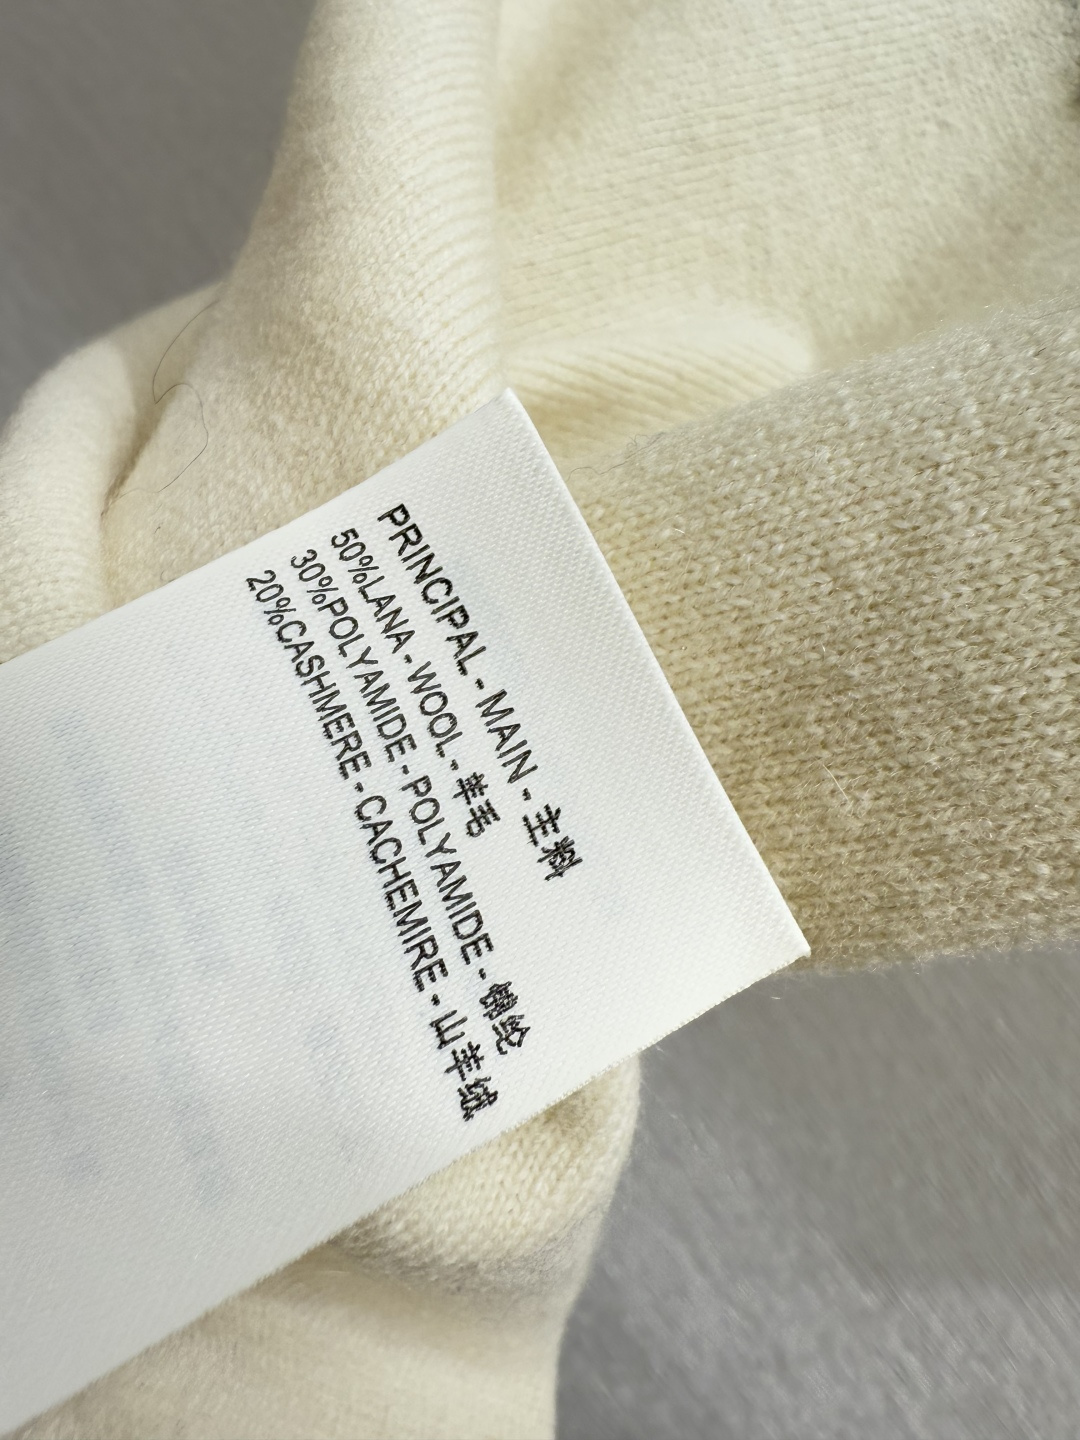 PRINCIPAL - MAIN - 主料
50%LANA - WOOL - 羊毛
30%POLYAMIDE - POLYAMIDE - 锦纶
20%CASHMERE - CACHEMIRE - 山羊绒